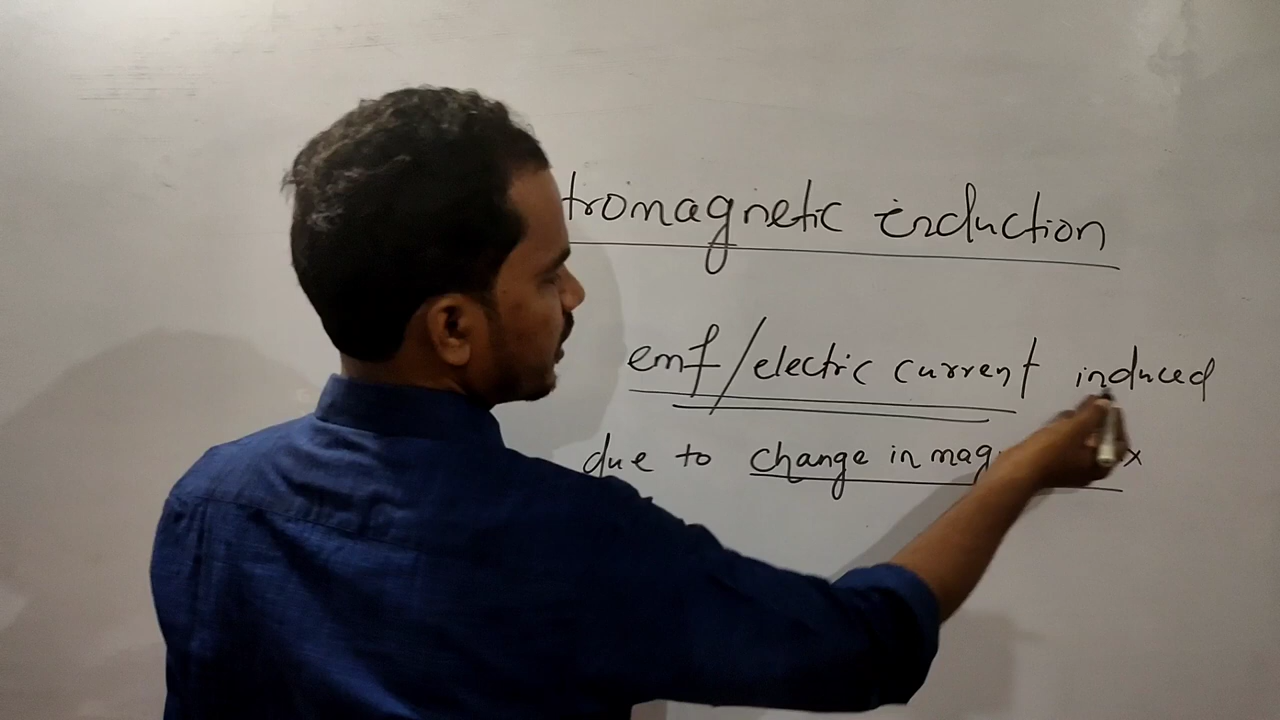 tromagnetic induction
emf/electric current induced
due to change in mag x